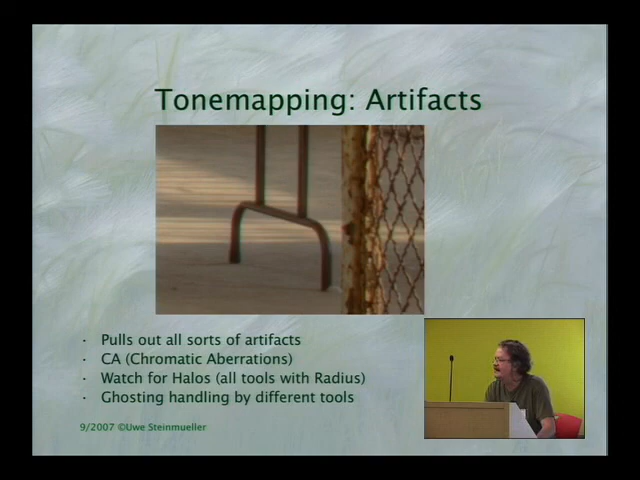 Tonemapping: Artifacts
· Pulls out all sorts of artifacts
· CA (Chromatic Aberrations)
· Watch for Halos (all tools with Radius)
· Ghosting handling by different tools
9/2007 ©Uwe Steinmueller